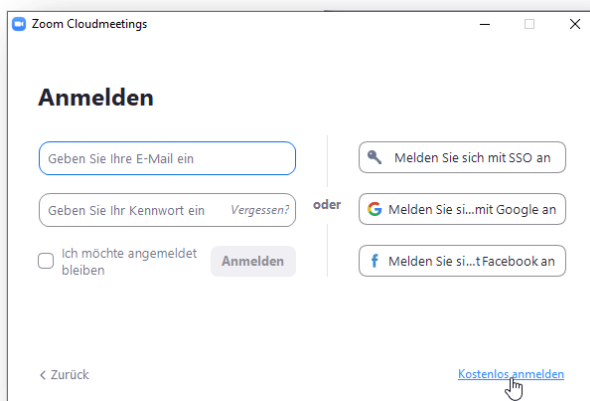 Zoom Cloudmeetings
Anmelden
Geben Sie Ihre E-Mail ein
Geben Sie Ihr Kennwort ein Vergessen?
Ich möchte angemeldet
bleiben
Anmelden
oder
Melden Sie sich mit SSO an
Melden Sie si...mit Google an
Melden Sie si...t Facebook an
Zurück
Kostenlos anmelden